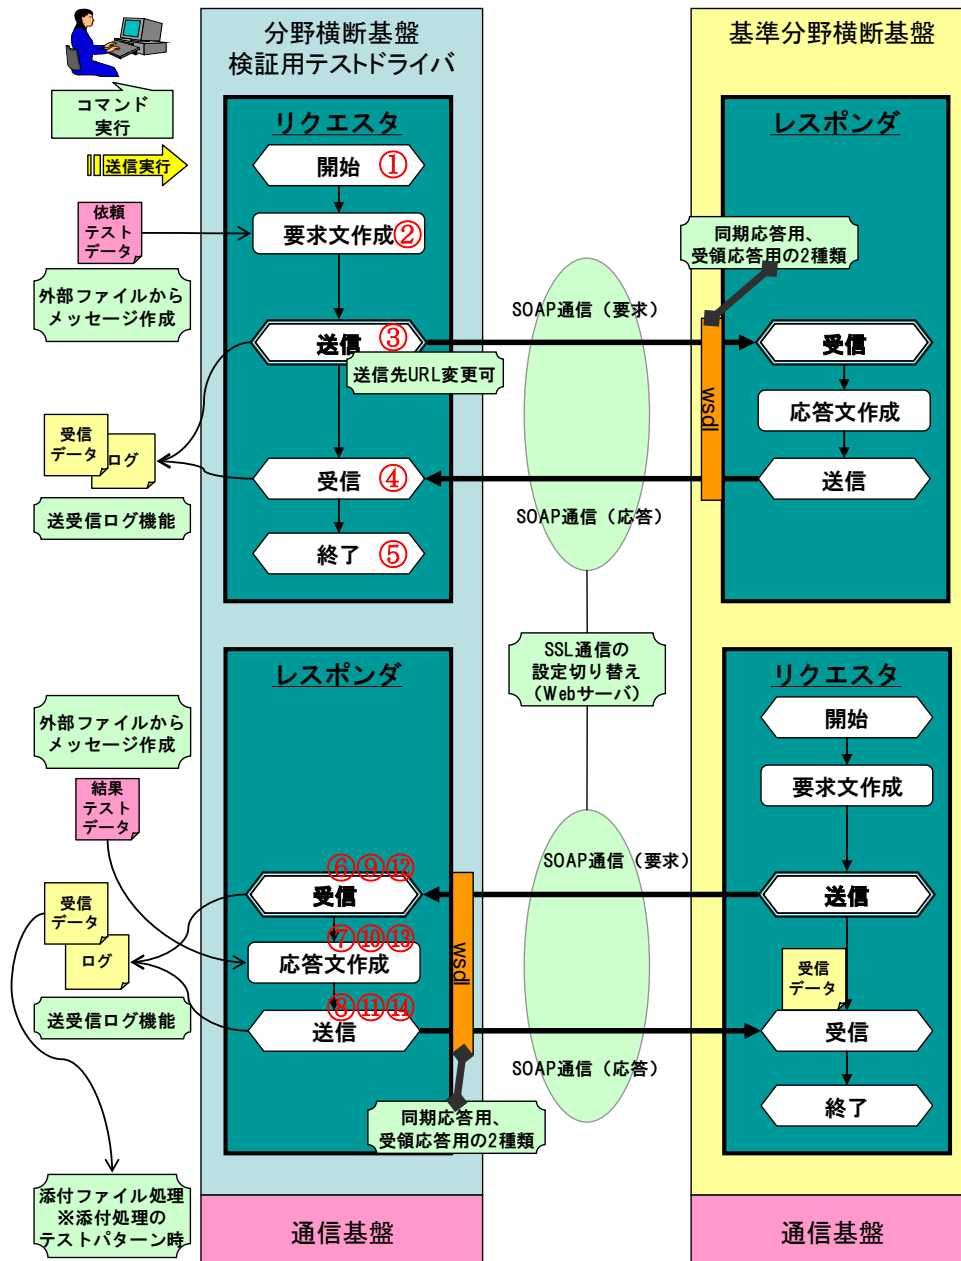 分野横断基盤
検証用テストドライバ
基準分野横断基盤
コマンド
実行
送信実行
リクエスタ
開始 ①
依頼
テスト
データ
要求文作成 ②
外部ファイルから
メッセージ作成
送信 ③
送信先URL変更可
受信
データ
ログ
送受信ログ機能
受信 ④
終了 ⑤
SOAP通信（要求）
SOAP通信（応答）
レスポンダ
同期応答用、
受領応答用の2種類
wsdl
受信
応答文作成
送信
SSL通信の
設定切り替え
（Webサーバ）
レスポンダ
外部ファイルから
メッセージ作成
結果
テスト
データ
⑥⑨⑫
受信
⑦⑩⑬
応答文作成
⑧⑪⑭
送信
受信
データ
ログ
送受信ログ機能
wsdl
同期応答用、
受領応答用の2種類
添付ファイル処理
※添付処理の
テストパターン時
SOAP通信（要求）
SOAP通信（応答）
リクエスタ
開始
要求文作成
送信
受信
データ
受信
終了
通信基盤
通信基盤